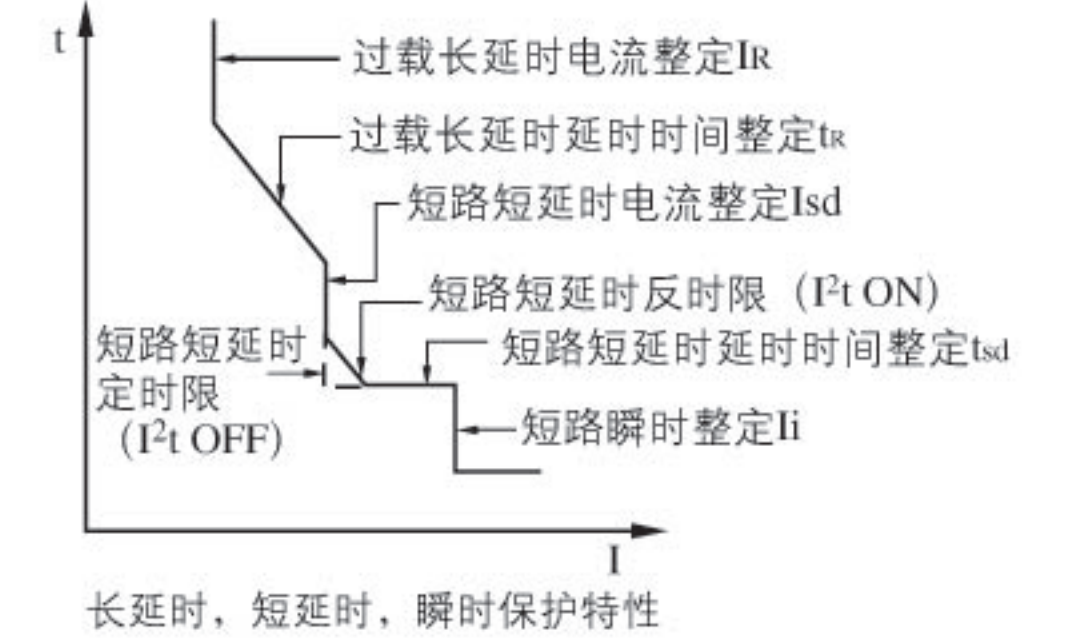 t
过载长延时电流整定IR
过载长延时延时时间整定tR
短路短延时电流整定Isd
短路短延时反时限（I²t ON）
短路短延时延时时间整定tsd
短路短延时
定时限
（I²t OFF）
短路瞬时整定Ii
I
长延时，短延时，瞬时保护特性